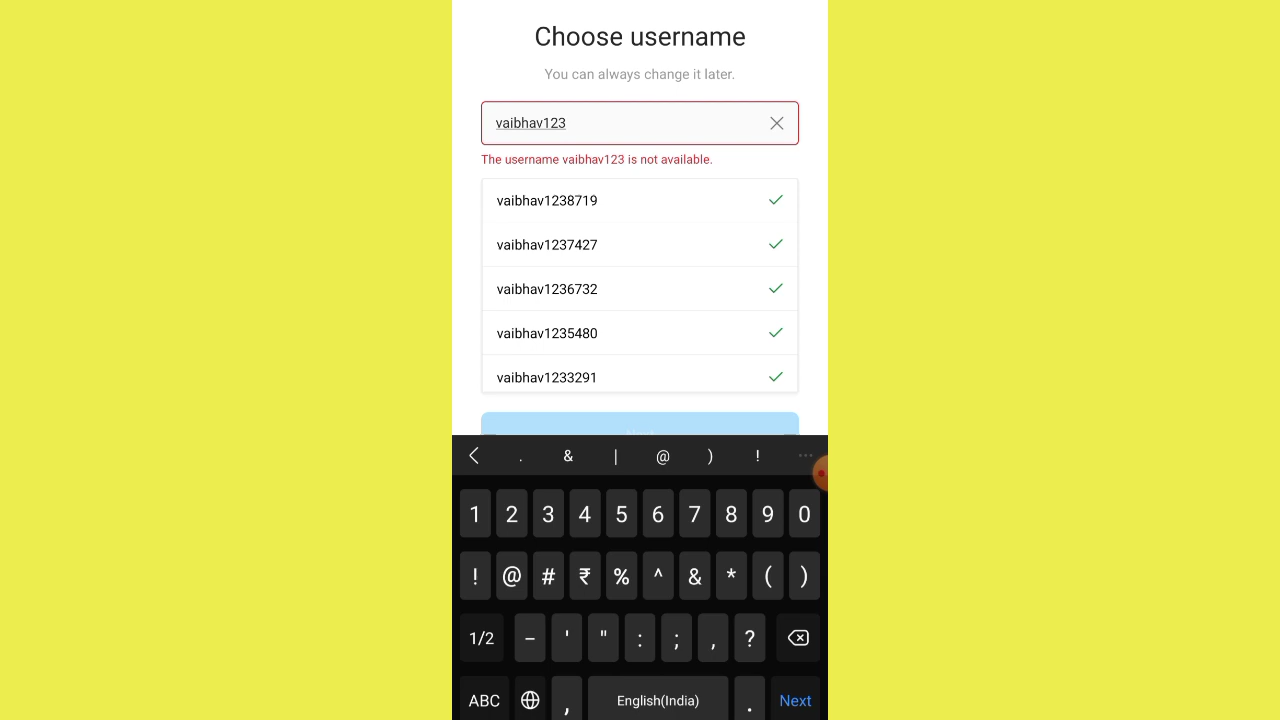 Choose username
You can always change it later.
vaibhav123
The username vaibhav123 is not available.
vaibhav1238719
vaibhav1237427
vaibhav1236732
vaibhav1235480
vaibhav1233291
Next
. & | @ ) !
1 2 3 4 5 6 7 8 9 0
! @ # ₹ % ^ & * ( )
1/2 - ' " : ; , ?
ABC , English(India) . Next